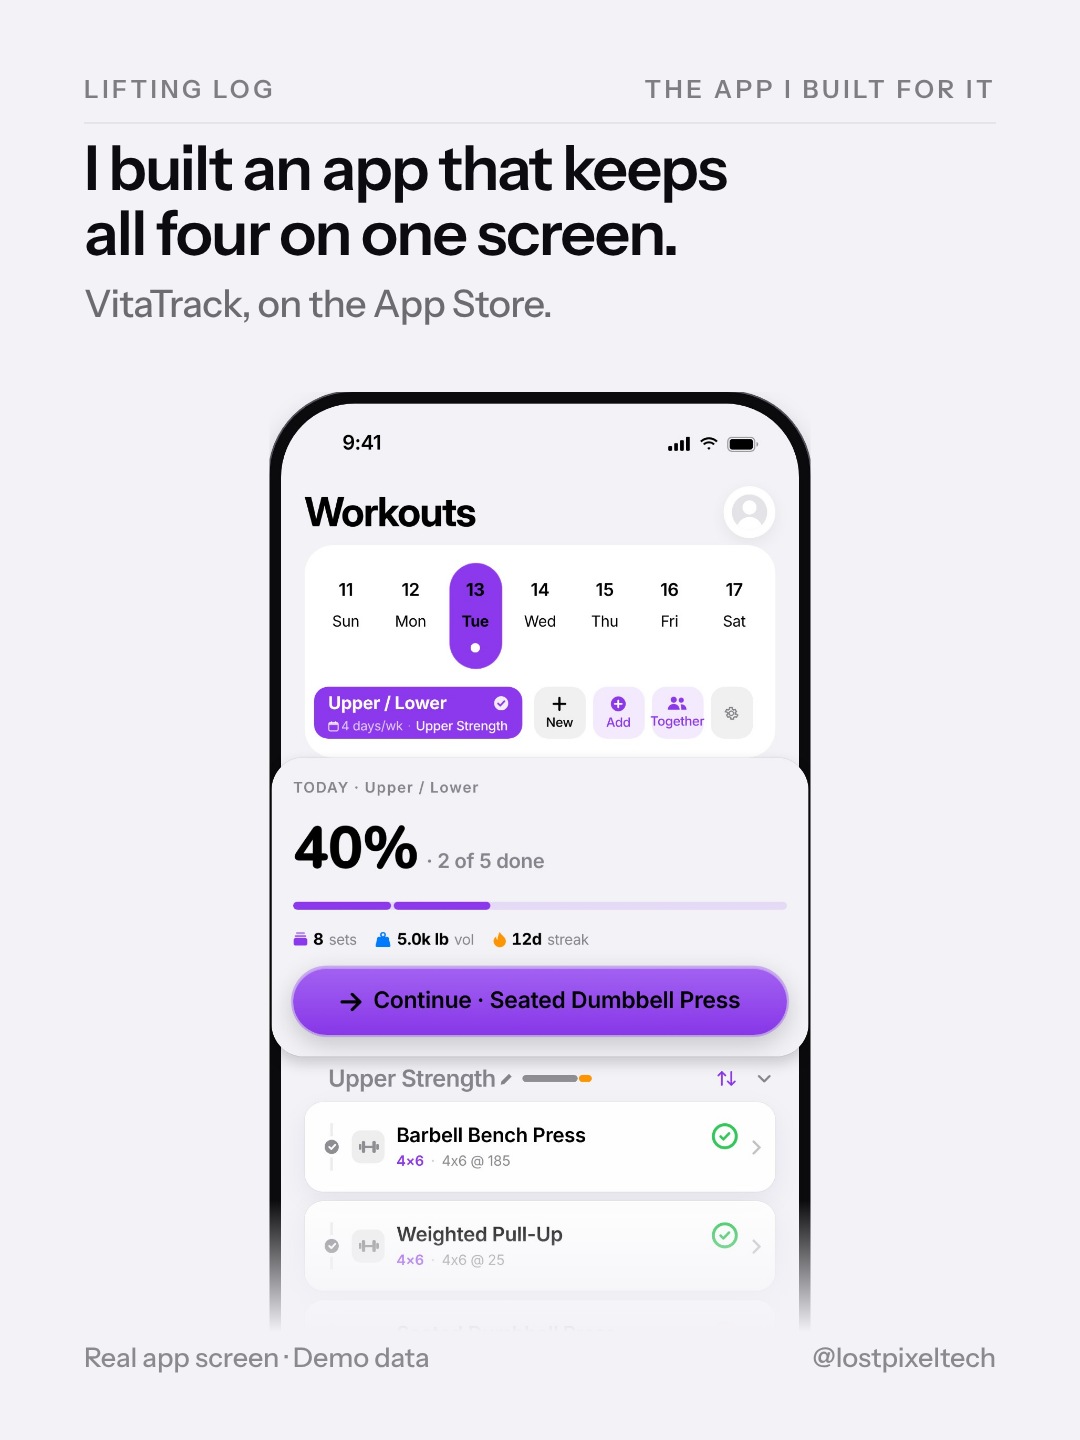 LIFTING LOG
THE APP I BUILT FOR IT
I built an app that keeps
all four on one screen.
VitaTrack, on the App Store.
9:41
Workouts
11 12 13 14 15 16 17
Sun Mon Tue Wed Thu Fri Sat
Upper / Lower
4 days/wk · Upper Strength
New
Add
Together
TODAY · Upper / Lower
40% · 2 of 5 done
8 sets 5.0k lb vol 12d streak
→ Continue · Seated Dumbbell Press
Upper Strength
Barbell Bench Press
4×6 · 4x6 @ 185
Weighted Pull-Up
4×6 · 4x6 @ 25
Real app screen · Demo data
@lostpixeltech